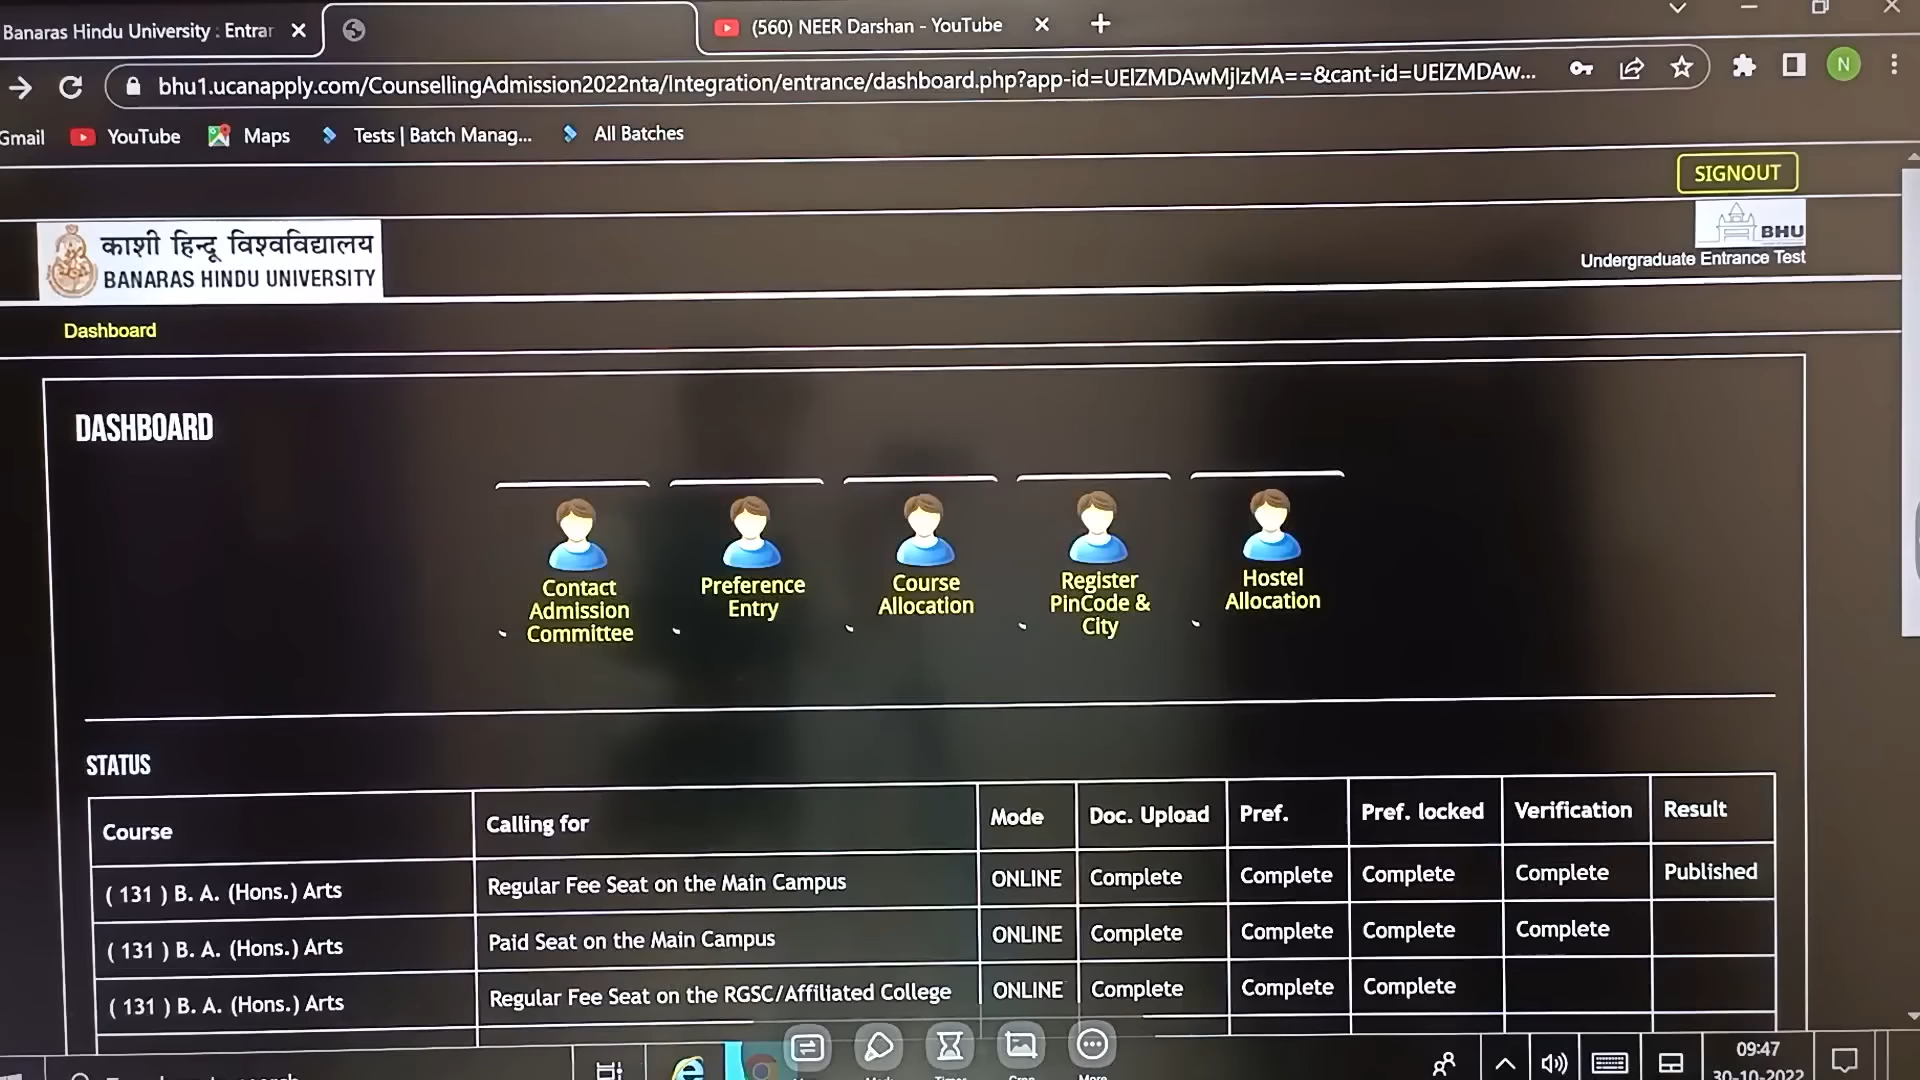 Banaras Hindu University : Entrar
(560) NEER Darshan - YouTube
bhu1.ucanapply.com/CounsellingAdmission2022nta/Integration/entrance/dashboard.php?app-id=UElZMDAwMjIzMA==&cant-id=UElZMDAw...
N
Gmail
YouTube
Maps
Tests | Batch Manag...
All Batches
SIGNOUT
काशी हिन्दू विश्वविद्यालय
BANARAS HINDU UNIVERSITY
BHU
Undergraduate Entrance Test
Dashboard
DASHBOARD
Contact
Admission
Committee
Preference
Entry
Course
Allocation
Register
PinCode &
City
Hostel
Allocation
STATUS
Course Calling for Mode Doc. Upload Pref. Pref. locked Verification Result
( 131 ) B. A. (Hons.) Arts Regular Fee Seat on the Main Campus ONLINE Complete Complete Complete Complete Published
( 131 ) B. A. (Hons.) Arts Paid Seat on the Main Campus ONLINE Complete Complete Complete Complete
( 131 ) B. A. (Hons.) Arts Regular Fee Seat on the RGSC/Affiliated College ONLINE Complete Complete Complete
09:47
30-10-2022